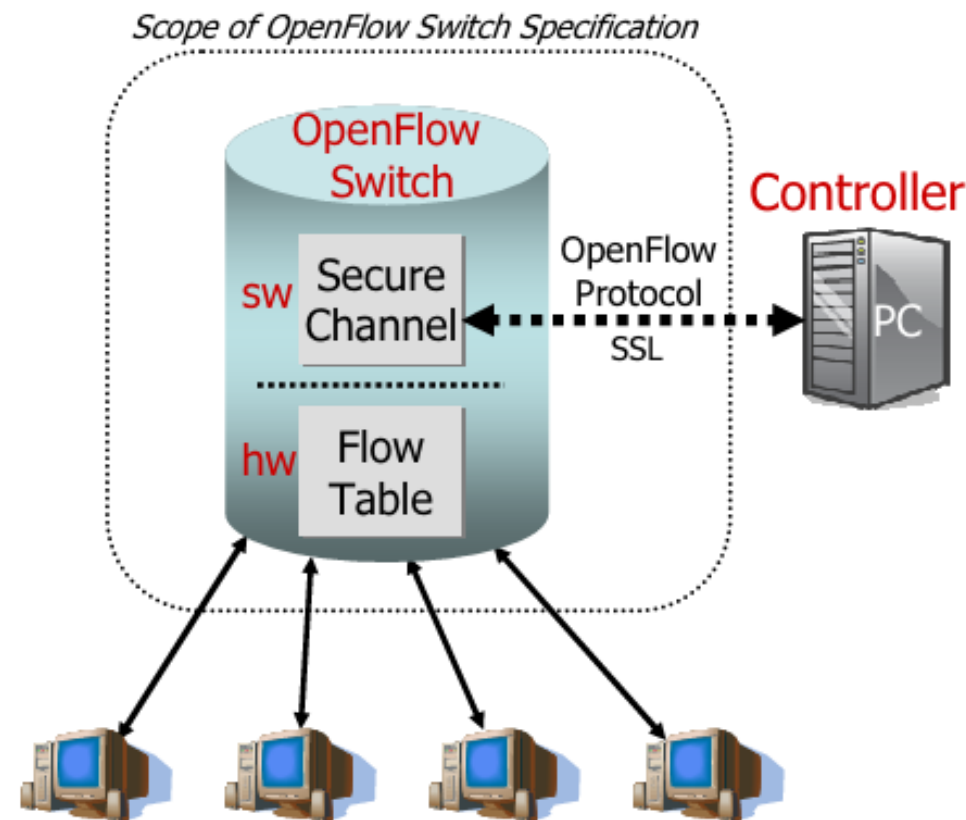 Scope of OpenFlow Switch Specification
OpenFlow
Switch
Controller
sw
Secure
Channel
OpenFlow
Protocol
SSL
PC
hw
Flow
Table